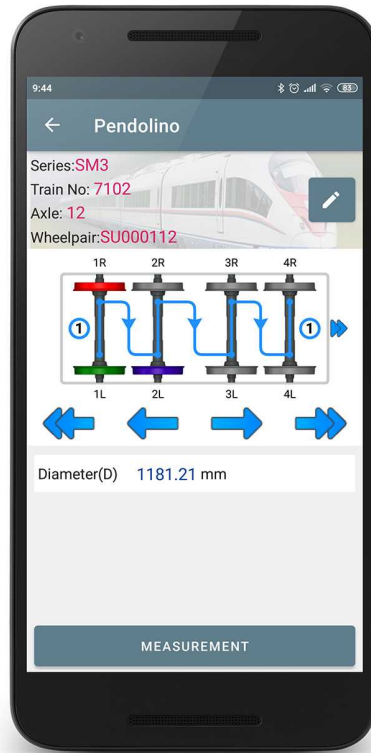 9:44 83
Pendolino
Series:SM3
Train No: 7102
Axle: 12
Wheelpair:SU000112
1R 2R 3R 4R
1 1
1L 2L 3L 4L
Diameter(D) 1181.21 mm
MEASUREMENT